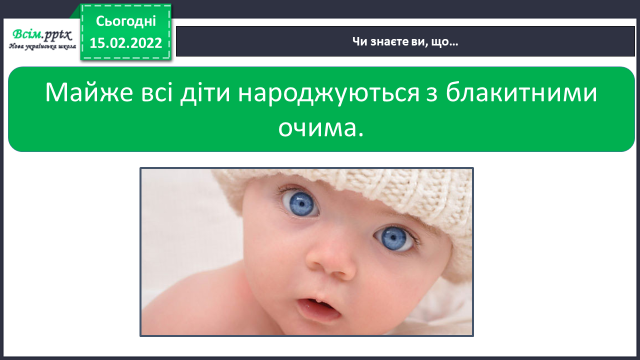 Всім.pptx
Нова українська школа
Сьогодні
15.02.2022
Чи знаєте ви, що...
Майже всі діти народжуються з блакитними
очима.